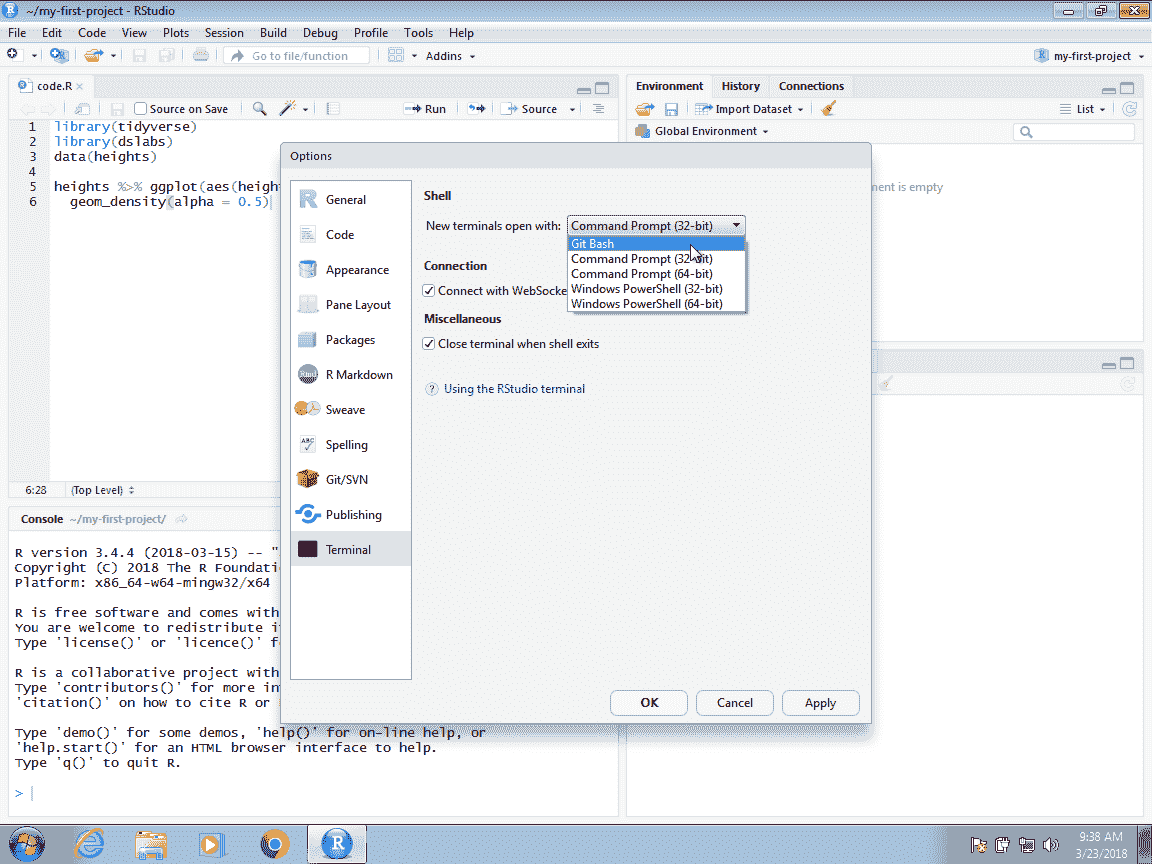 ~/my-first-project - RStudio
File Edit Code View Plots Session Build Debug Profile Tools Help
Go to file/function Addins my-first-project
code.R
Source on Save Run Source
1 library(tidyverse)
2 library(dslabs)
3 data(heights)
4
5 heights %>% ggplot(aes(heigh
6 geom_density(alpha = 0.5)
6:28 (Top Level)
Environment History Connections
Import Dataset List
Global Environment
ment is empty
Options
General
Code
Appearance
Pane Layout
Packages
R Markdown
Sweave
Spelling
Git/SVN
Publishing
Terminal
Shell
New terminals open with: Command Prompt (32-bit)
Git Bash
Command Prompt (32-bit)
Command Prompt (64-bit)
Windows PowerShell (32-bit)
Windows PowerShell (64-bit)
Connection
Connect with WebSocke
Miscellaneous
Close terminal when shell exits
? Using the RStudio terminal
OK Cancel Apply
Console ~/my-first-project/
R version 3.4.4 (2018-03-15) -- "
Copyright (C) 2018 The R Foundati
Platform: x86_64-w64-mingw32/x64
R is free software and comes with
You are welcome to redistribute i
Type 'license()' or 'licence()' f
R is a collaborative project with
Type 'contributors()' for more in
'citation()' on how to cite R or
Type 'demo()' for some demos, 'help()' for on-line help, or
'help.start()' for an HTML browser interface to help.
Type 'q()' to quit R.
>
9:38 AM
3/23/2018